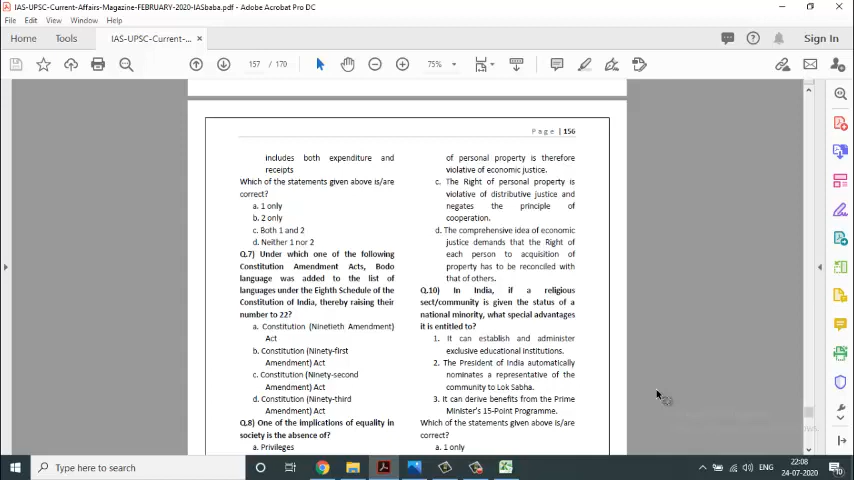 IAS-UPSC-Current-Affairs-Magazine-FEBRUARY-2020-IASbaba.pdf - Adobe Acrobat Pro DC
File Edit View Window Help
Home Tools IAS-UPSC-Current-... × Sign In
157 / 170 75%
Page | 156
includes both expenditure and
receipts
Which of the statements given above is/are
correct?
a. 1 only
b. 2 only
c. Both 1 and 2
d. Neither 1 nor 2
Q.7) Under which one of the following
Constitution Amendment Acts, Bodo
language was added to the list of
languages under the Eighth Schedule of the
Constitution of India, thereby raising their
number to 22?
a. Constitution (Ninetieth Amendment)
Act
b. Constitution (Ninety-first
Amendment) Act
c. Constitution (Ninety-second
Amendment) Act
d. Constitution (Ninety-third
Amendment) Act
Q.8) One of the implications of equality in
society is the absence of?
a. Privileges
of personal property is therefore
violative of economic justice.
c. The Right of personal property is
violative of distributive justice and
negates the principle of
cooperation.
d. The comprehensive idea of economic
justice demands that the Right of
each person to acquisition of
property has to be reconciled with
that of others.
Q.10) In India, if a religious
sect/community is given the status of a
national minority, what special advantages
it is entitled to?
1. It can establish and administer
exclusive educational institutions.
2. The President of India automatically
nominates a representative of the
community to Lok Sabha.
3. It can derive benefits from the Prime
Minister's 15-Point Programme.
Which of the statements given above is/are
correct?
a. 1 only
Type here to search
ENG
22:08
24-07-2020